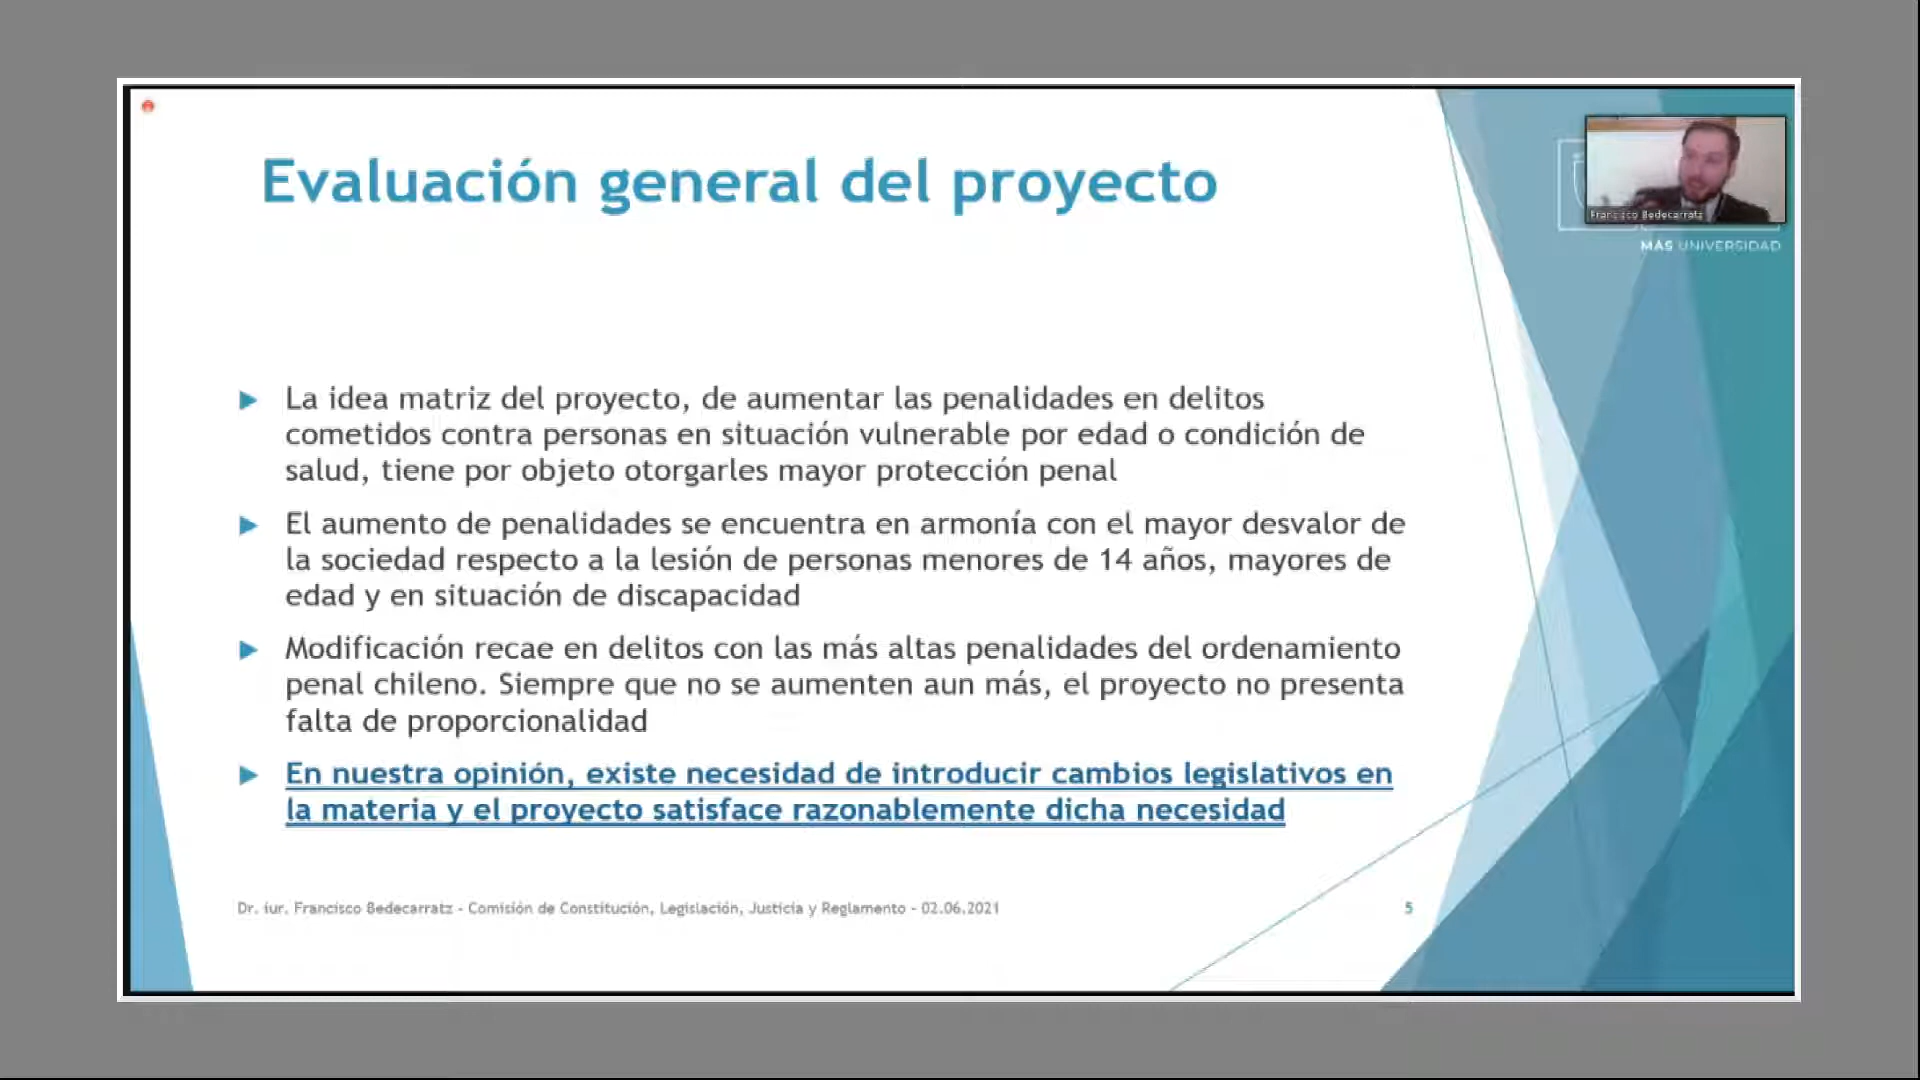 Evaluación general del proyecto
Francisco Bedecarratz
MÁS UNIVERSIDAD
La idea matriz del proyecto, de aumentar las penalidades en delitos
cometidos contra personas en situación vulnerable por edad o condición de
salud, tiene por objeto otorgarles mayor protección penal
El aumento de penalidades se encuentra en armonía con el mayor desvalor de
la sociedad respecto a la lesión de personas menores de 14 años, mayores de
edad y en situación de discapacidad
Modificación recae en delitos con las más altas penalidades del ordenamiento
penal chileno. Siempre que no se aumenten aun más, el proyecto no presenta
falta de proporcionalidad
En nuestra opinión, existe necesidad de introducir cambios legislativos en
la materia y el proyecto satisface razonablemente dicha necesidad
Dr. iur. Francisco Bedecarratz - Comisión de Constitución, Legislación, Justicia y Reglamento - 02.06.2021
5